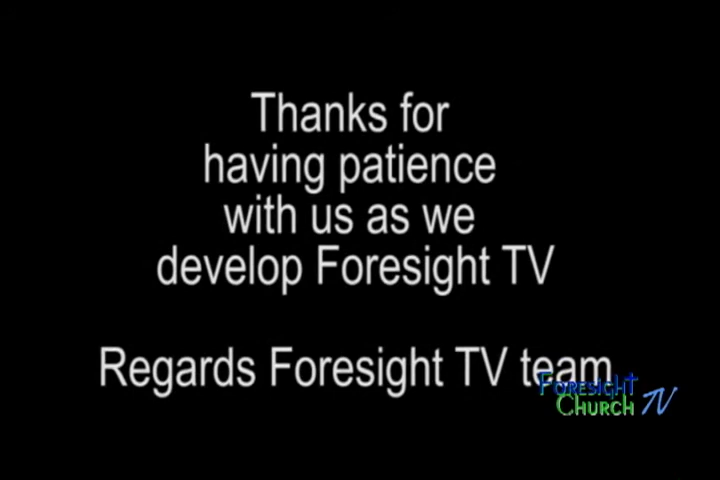 Thanks for
having patience
with us as we
develop Foresight TV
Regards Foresight TV team
FORESIGHT
CHURCH TV